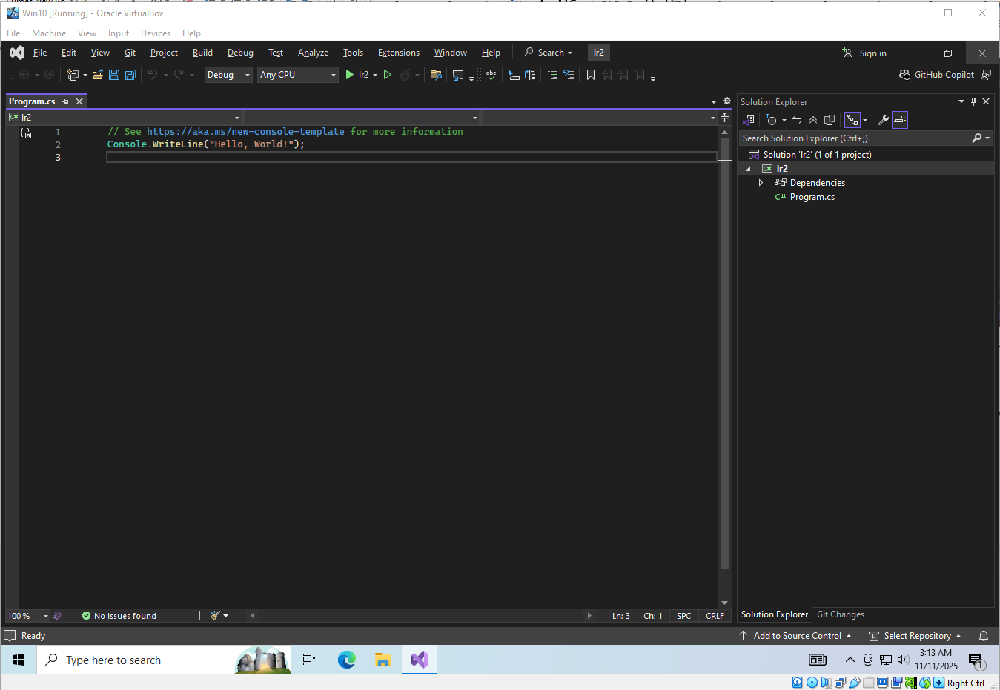 Win10 [Running] - Oracle VirtualBox
File Machine View Input Devices Help
File Edit View Git Project Build Debug Test Analyze Tools Extensions Window Help Search lr2 Sign in
Debug Any CPU lr2 abc GitHub Copilot
Program.cs
Solution Explorer
C# lr2
Search Solution Explorer (Ctrl+;)
1 // See https://aka.ms/new-console-template for more information
2 Console.WriteLine("Hello, World!");
3
Solution 'lr2' (1 of 1 project)
C# lr2
Dependencies
C# Program.cs
100 % No issues found Ln: 3 Ch: 1 SPC CRLF
Solution Explorer Git Changes
Ready Add to Source Control Select Repository
Type here to search
3:13 AM
11/11/2025
1
Right Ctrl